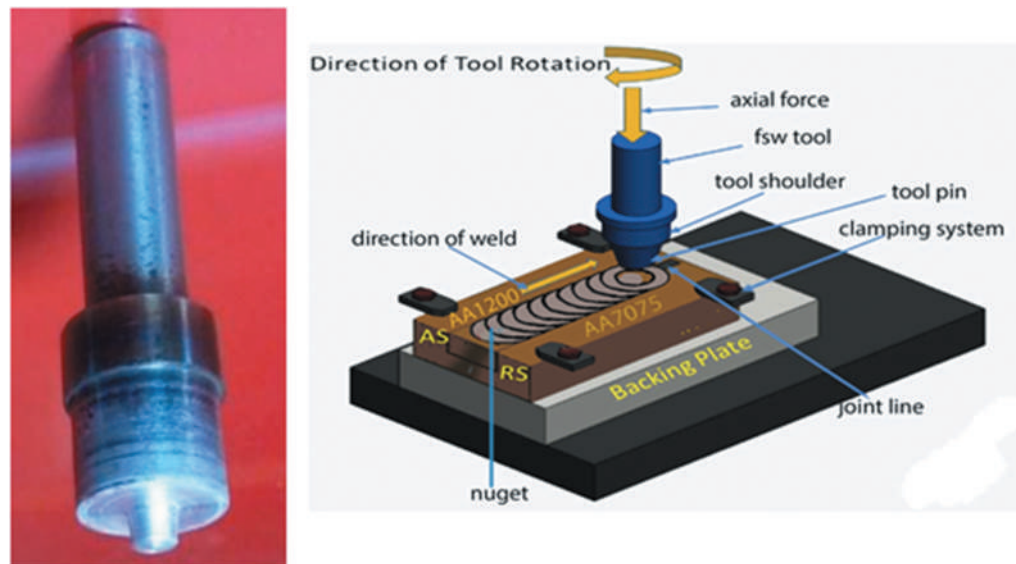 Direction of Tool Rotation
axial force
fsw tool
tool shoulder
tool pin
clamping system
direction of weld
AA1200
AA7075
AS
RS
Backing Plate
joint line
nuget